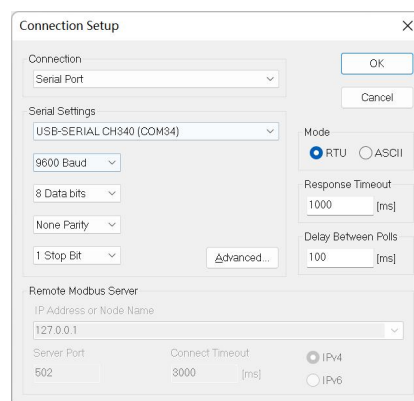 Connection Setup
Connection
Serial Port
OK
Cancel
Serial Settings
USB-SERIAL CH340 (COM34)
9600 Baud
8 Data bits
None Parity
1 Stop Bit
Advanced...
Mode
RTU ASCII
Response Timeout
1000 [ms]
Delay Between Polls
100 [ms]
Remote Modbus Server
IP Address or Node Name
127.0.0.1
Server Port Connect Timeout
502 3000 [ms]
IPv4
IPv6